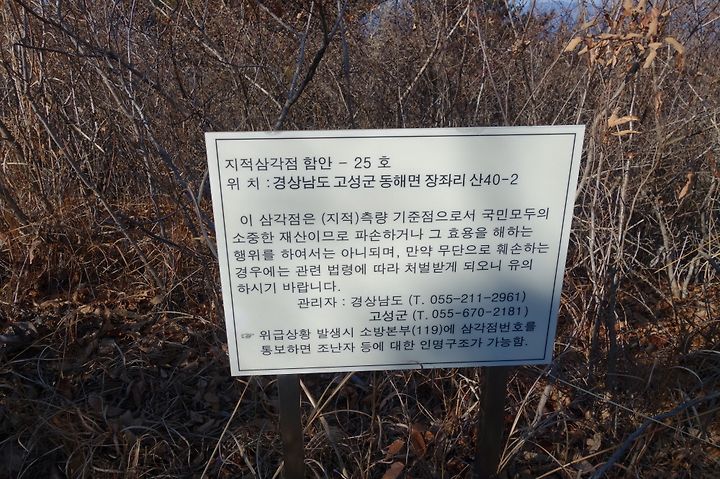 지적삼각점 함안 - 25 호
위 치 : 경상남도 고성군 동해면 장좌리 산40-2
이 삼각점은 (지적)측량 기준점으로서 국민모두의
소중한 재산이므로 파손하거나 그 효용을 해하는
행위를 하여서는 아니되며, 만약 무단으로 훼손하는
경우에는 관련 법령에 따라 처벌받게 되오니 유의
하시기 바랍니다.
관리자 : 경상남도 (T. 055-211-2961)
고성군 (T. 055-670-2181)
☞ 위급상황 발생시 소방본부(119)에 삼각점번호를
통보하면 조난자 등에 대한 인명구조가 가능함.